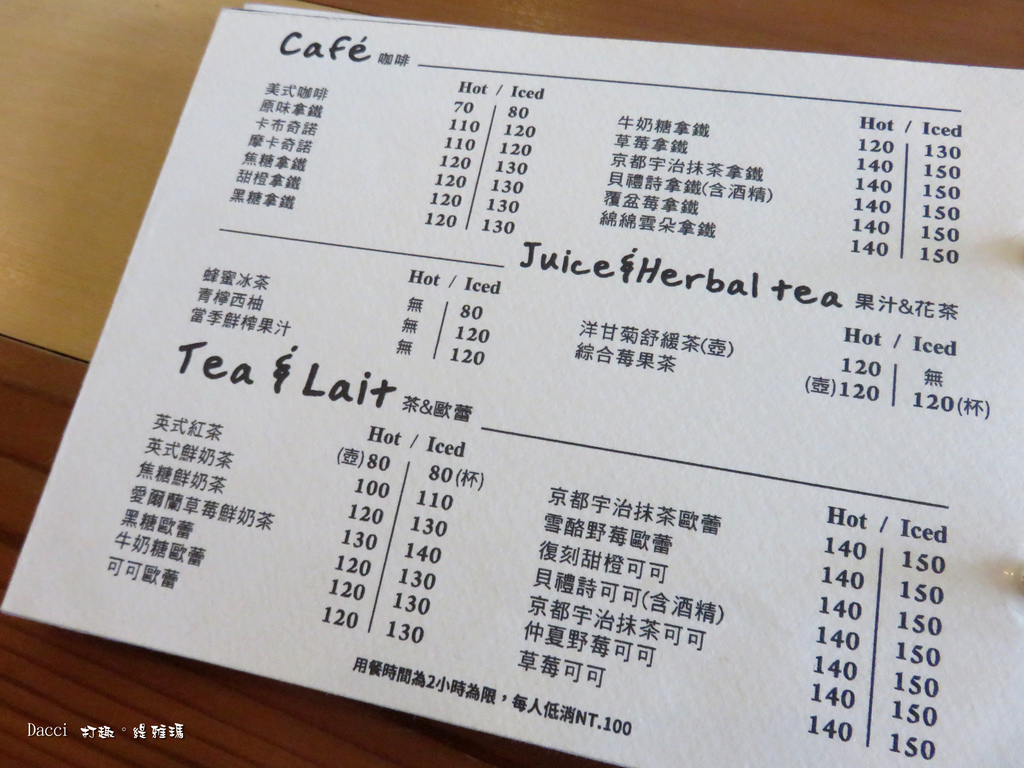 Café 咖啡
Hot / Iced
美式咖啡 70 80
原味拿鐵 110 120
卡布奇諾 110 120
摩卡奇諾 120 130
焦糖拿鐵 120 130
甜橙拿鐵 120 130
黑糖拿鐵 120 130
Hot / Iced
牛奶糖拿鐵 120 130
草莓拿鐵 140 150
京都宇治抹茶拿鐵 140 150
貝禮詩拿鐵(含酒精) 140 150
覆盆莓拿鐵 140 150
綿綿雲朵拿鐵 140 150
Juice&Herbal tea 果汁&花茶
Hot / Iced
蜂蜜冰茶 無 80
青檸西柚 無 120
當季鮮榨果汁 無 120
Hot / Iced
洋甘菊舒緩茶(壺) 120 無
綜合莓果茶 (壺)120 120(杯)
Tea & Lait 茶&歐蕾
Hot / Iced
英式紅茶 (壺)80 80(杯)
英式鮮奶茶 100 110
焦糖鮮奶茶 120 130
愛爾蘭草莓鮮奶茶 130 140
黑糖歐蕾 120 130
牛奶糖歐蕾 120 130
可可歐蕾 120 130
Hot / Iced
京都宇治抹茶歐蕾 140 150
雪酪野莓歐蕾 140 150
復刻甜橙可可 140 150
貝禮詩可可(含酒精) 140 150
京都宇治抹茶可可 140 150
仲夏野莓可可 140 150
草莓可可 140 150
用餐時間為2小時為限，每人低消NT.100
Dacci 打趣。緹雅瑪